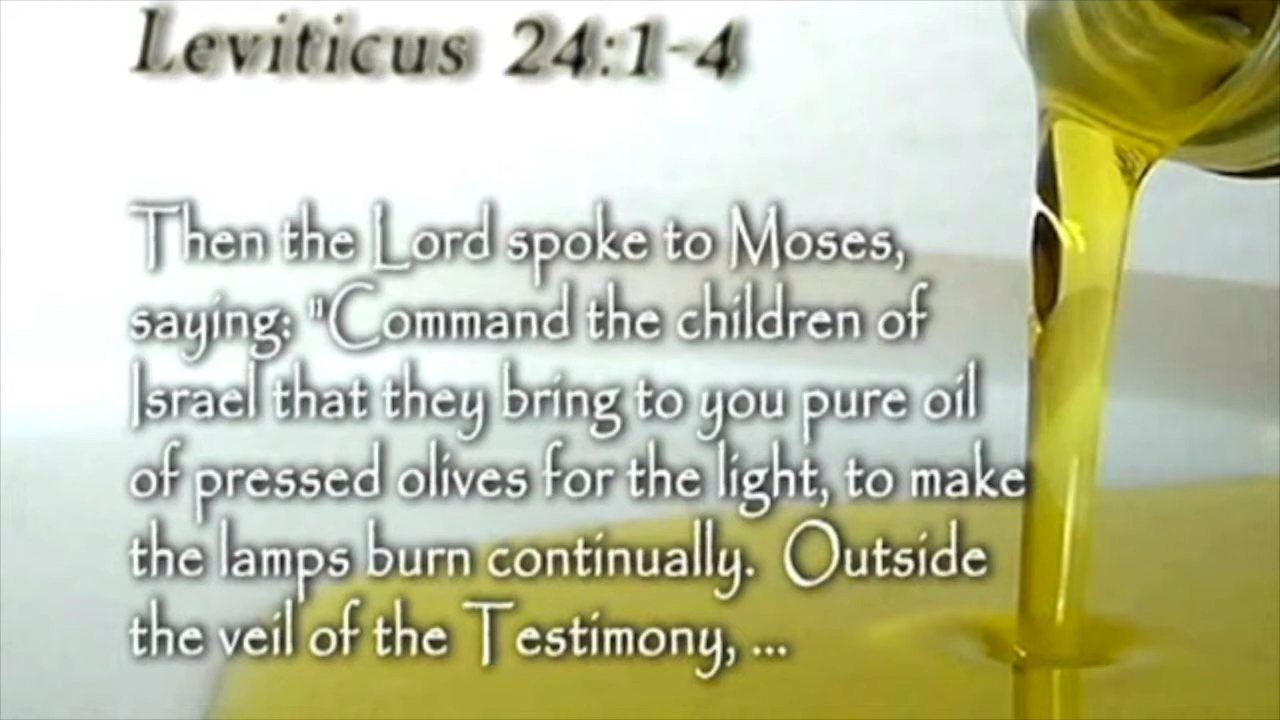 Leviticus 24:1-4
Then the Lord spoke to Moses,
saying: "Command the children of
Israel that they bring to you pure oil
of pressed olives for the light, to make
the lamps burn continually.  Outside
the veil of the Testimony, ...